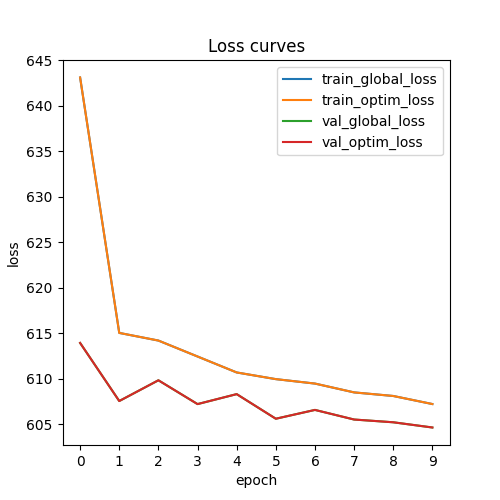 Loss curves
645
640
635
630
625
620
615
610
605
loss
train_global_loss
train_optim_loss
val_global_loss
val_optim_loss
0 1 2 3 4 5 6 7 8 9
epoch